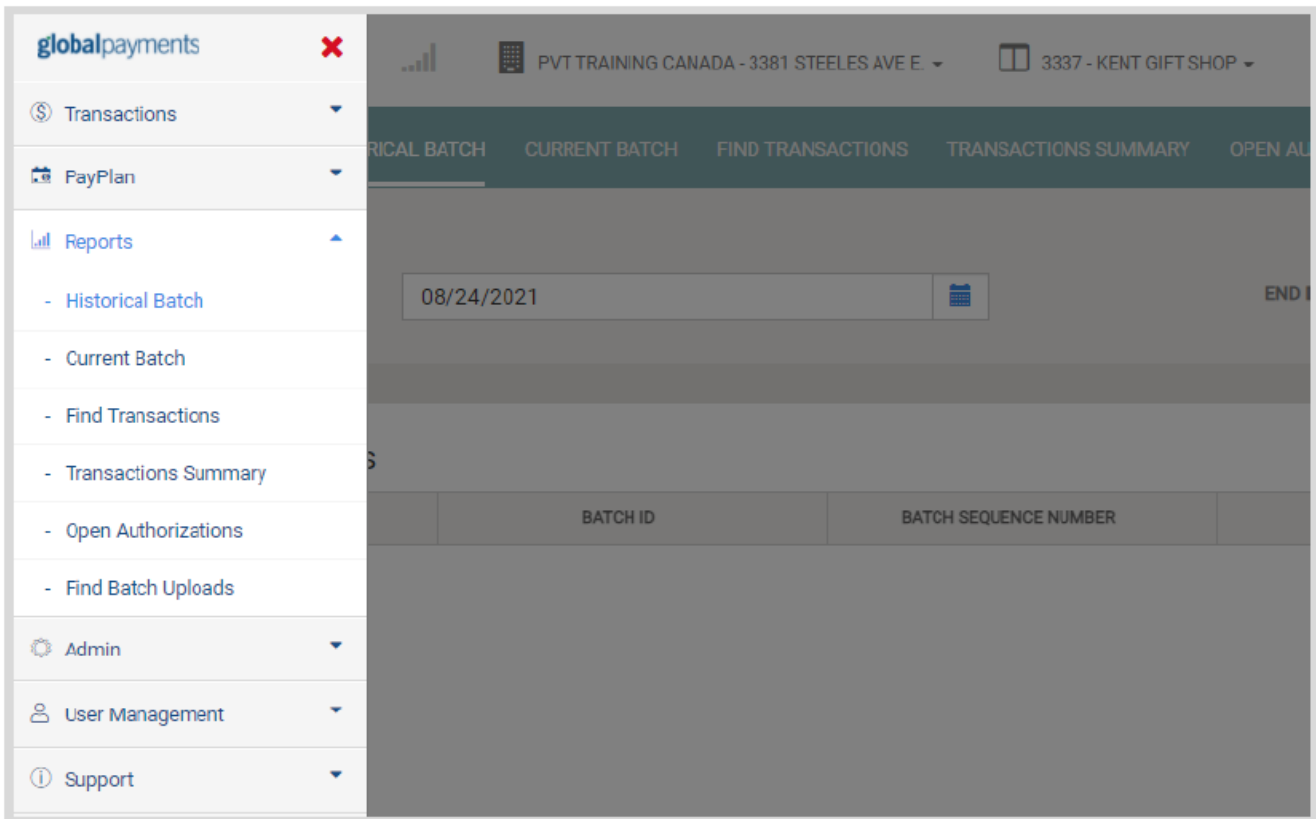 globalpayments
PVT TRAINING CANADA - 3381 STEELES AVE E.
3337 - KENT GIFT SHOP
Transactions
PayPlan
RICAL BATCH CURRENT BATCH FIND TRANSACTIONS TRANSACTIONS SUMMARY OPEN AU
Reports
- Historical Batch
08/24/2021
END
- Current Batch
- Find Transactions
- Transactions Summary
S
- Open Authorizations
BATCH ID BATCH SEQUENCE NUMBER
- Find Batch Uploads
Admin
User Management
Support